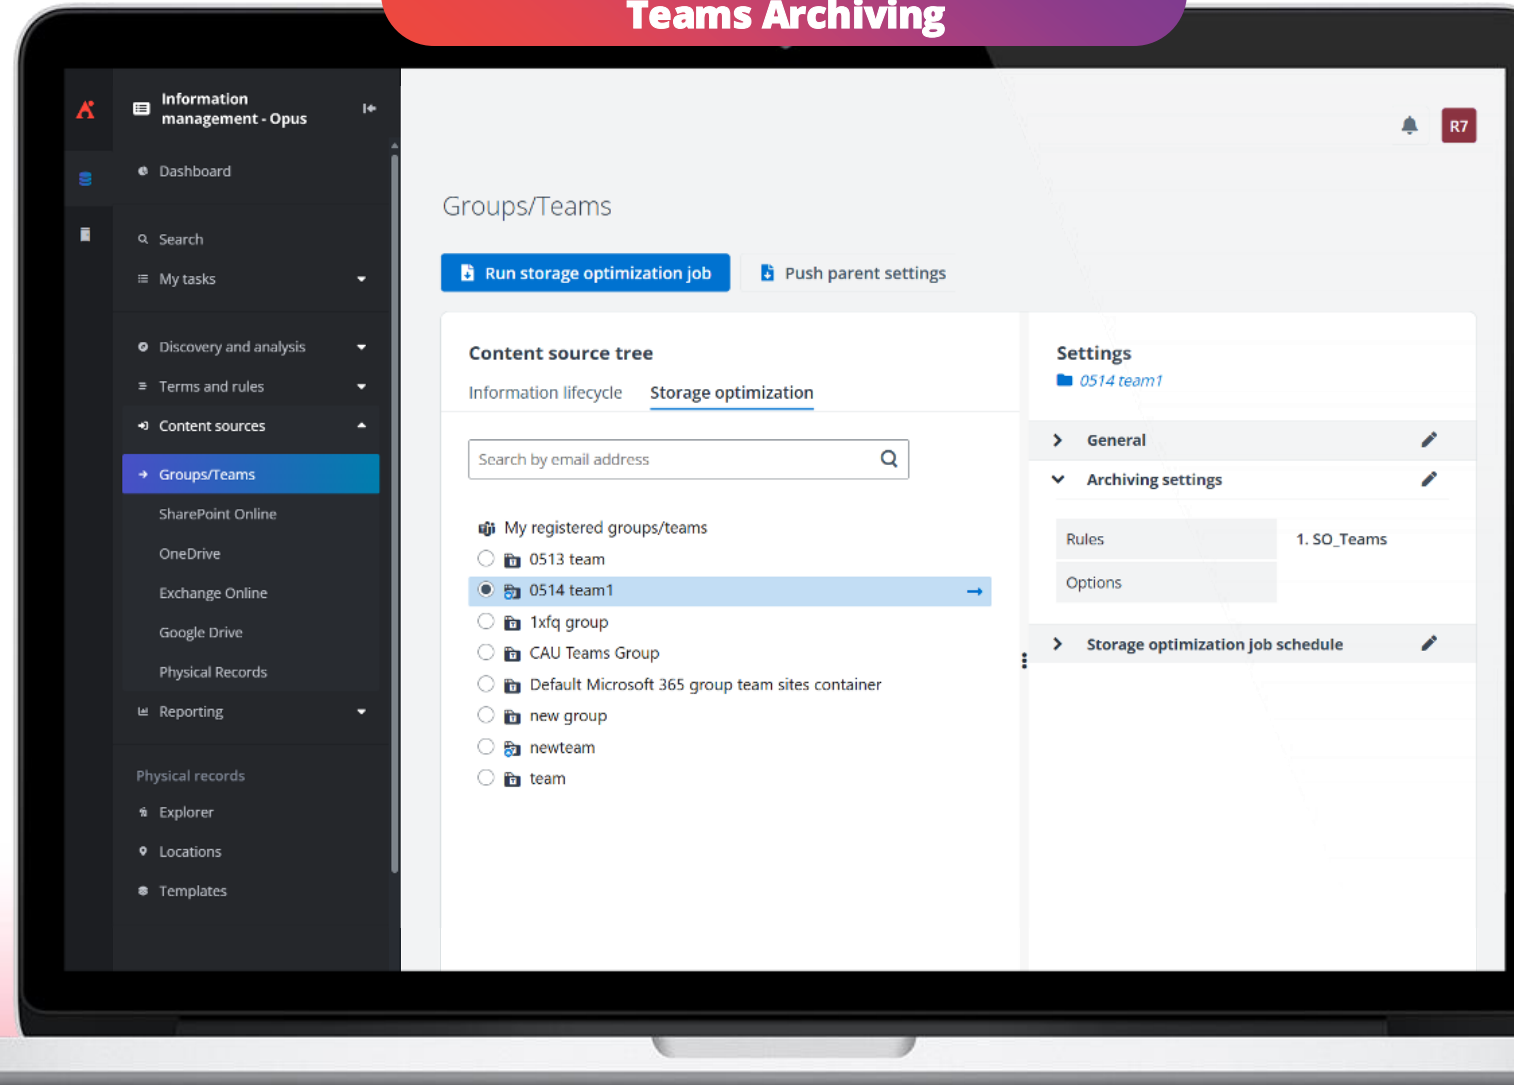 Teams Archiving
Information
management - Opus
Dashboard
Search
My tasks
Discovery and analysis
Terms and rules
Content sources
Groups/Teams
SharePoint Online
OneDrive
Exchange Online
Google Drive
Physical Records
Reporting
Physical records
Explorer
Locations
Templates
R7
Groups/Teams
Run storage optimization job
Push parent settings
Content source tree
Information lifecycle
Storage optimization
Search by email address
My registered groups/teams
0513 team
0514 team1
1xfq group
CAU Teams Group
Default Microsoft 365 group team sites container
new group
newteam
team
Settings
0514 team1
General
Archiving settings
Rules 1. SO_Teams
Options
Storage optimization job schedule